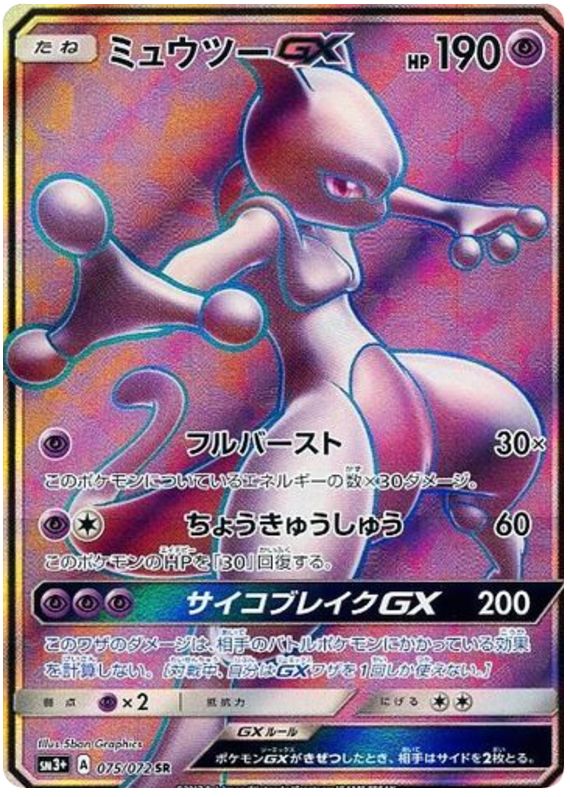 たね ミュウツーGX HP 190
フルバースト 30×
このポケモンについているエネルギーの数×30ダメージ。
ちょうきゅうしゅう 60
このポケモンのHPを「30」回復する。
サイコブレイクGX 200
このワザのダメージは、相手のバトルポケモンにかかっている効果
を計算しない。[対戦中、自分はGXワザを1回しか使えない。]
弱点 ×2 抵抗力 にげる
GXルール
ポケモンGXがきぜつしたとき、相手はサイドを2枚とる。
Illus. 5ban Graphics
SM3+ A 075/072 SR